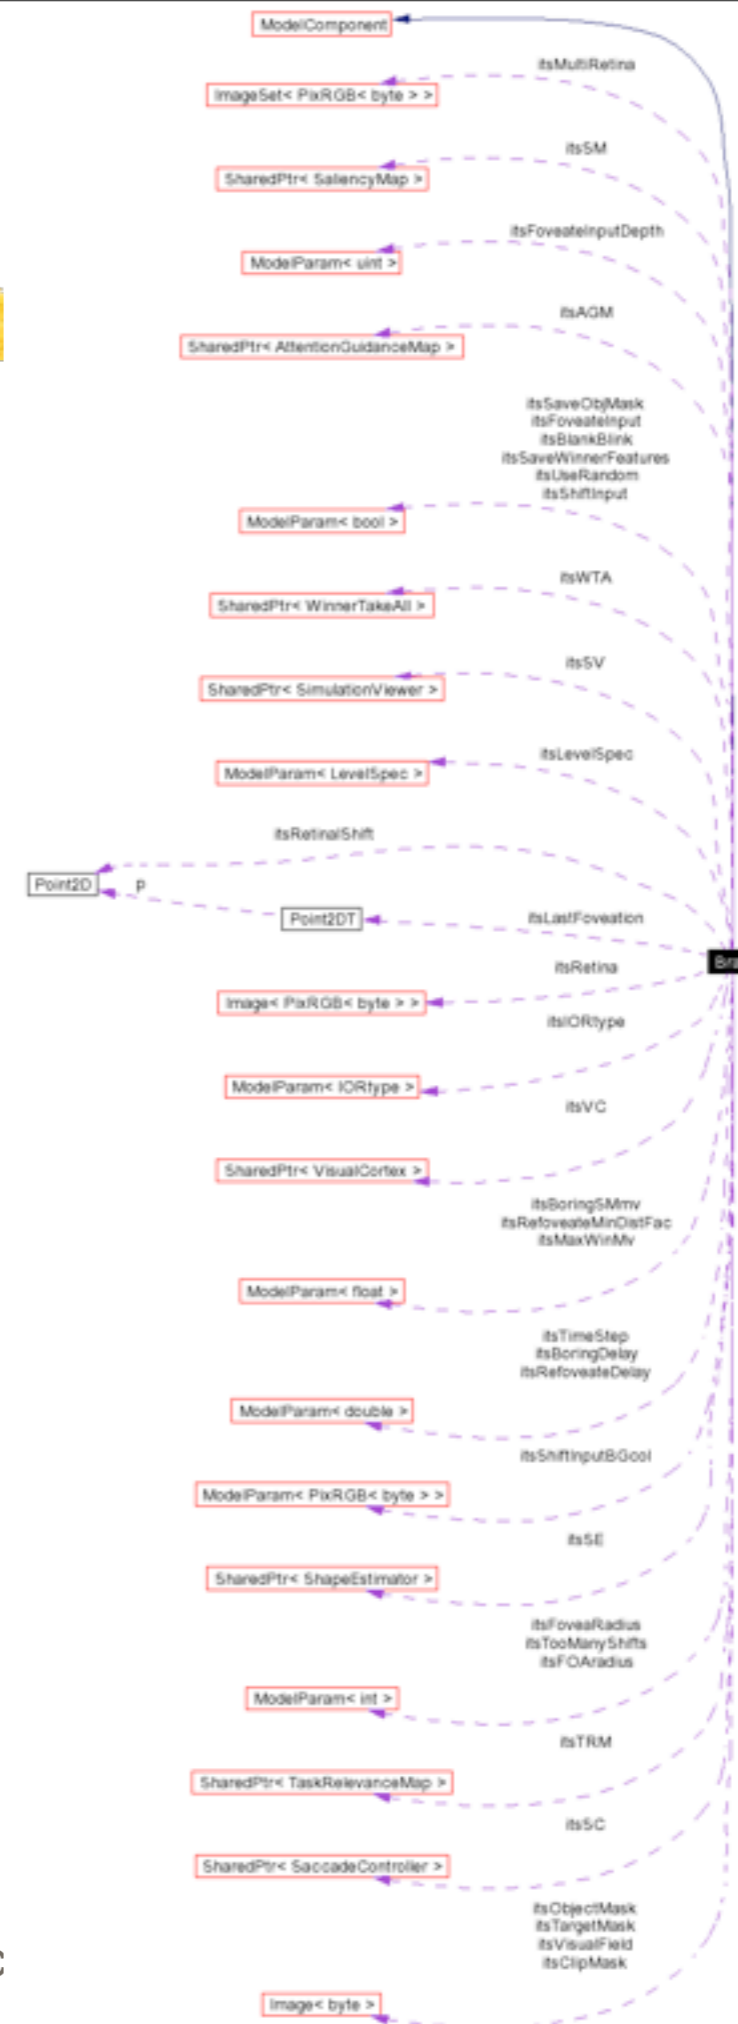 ModelComponent
itsMultiRetina
ImageSet< PixRGB< byte > >
itsSM
SharedPtr< SaliencyMap >
itsFoveateInputDepth
ModelParam< uint >
itsAGM
SharedPtr< AttentionGuidanceMap >
itsSaveObjMask
itsFoveateInput
itsBlankBlink
itsSaveWinnerFeatures
itsUseRandom
itsShiftInput
ModelParam< bool >
itsWTA
SharedPtr< WinnerTakeAll >
itsSV
SharedPtr< SimulationViewer >
itsLevelSpec
ModelParam< LevelSpec >
itsRetinalShift
Point2D
p
Point2DT
itsLastFoveation
Bra
itsRetina
Image< PixRGB< byte > >
itsIORtype
ModelParam< IORtype >
itsVC
SharedPtr< VisualCortex >
itsBoringSMmv
itsRefoveateMinDistFac
itsMaxWinMv
ModelParam< float >
itsTimeStep
itsBoringDelay
itsRefoveateDelay
ModelParam< double >
itsShiftInputBGcol
ModelParam< PixRGB< byte > >
itsSE
SharedPtr< ShapeEstimator >
itsFoveaRadius
itsTooManyShifts
itsFOAradius
ModelParam< int >
itsTRM
SharedPtr< TaskRelevanceMap >
itsSC
SharedPtr< SaccadeController >
itsObjectMask
itsTargetMask
itsVisualField
itsClipMask
Image< byte >